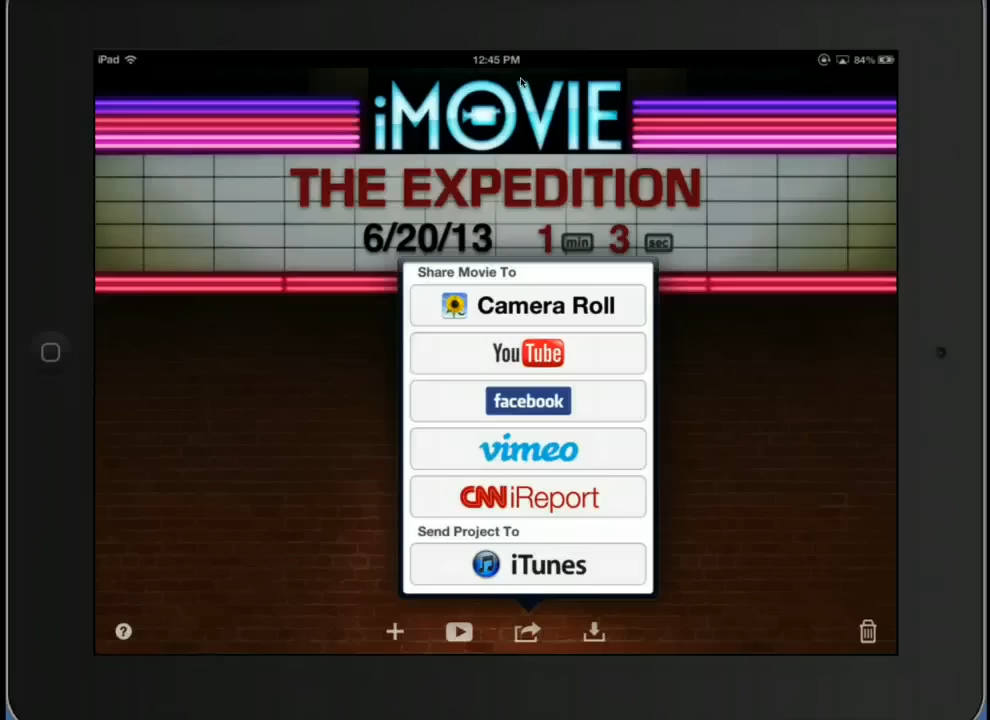 iPad 12:45 PM 84%
iMOVIE
THE EXPEDITION
6/20/13 1 min 3 sec
Share Movie To
Camera Roll
YouTube
facebook
vimeo
CNN iReport
Send Project To
iTunes
?